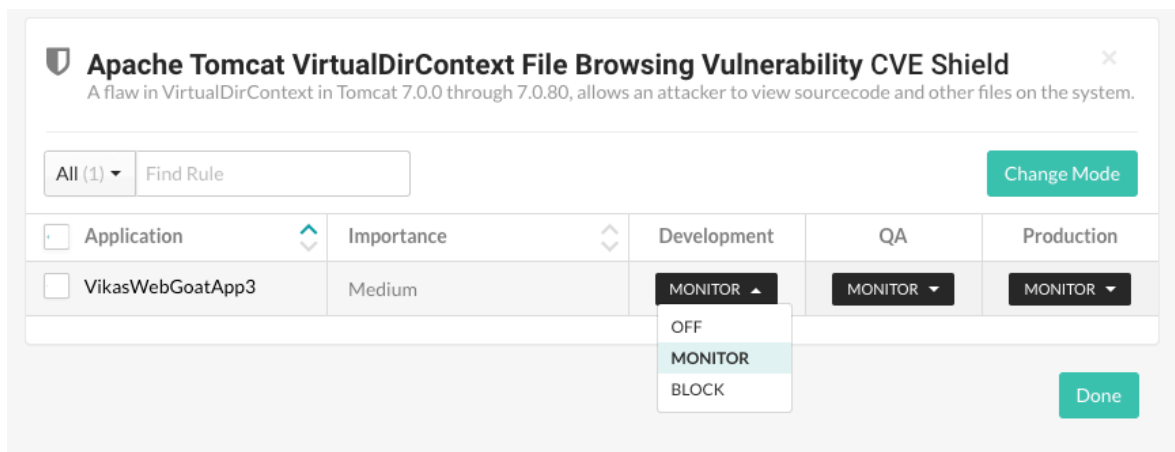 Apache Tomcat VirtualDirContext File Browsing Vulnerability CVE Shield
A flaw in VirtualDirContext in Tomcat 7.0.0 through 7.0.80, allows an attacker to view sourcecode and other files on the system.
All (1) Find Rule Change Mode
Application Importance Development QA Production
VikasWebGoatApp3 Medium MONITOR MONITOR MONITOR
OFF
MONITOR
BLOCK
Done